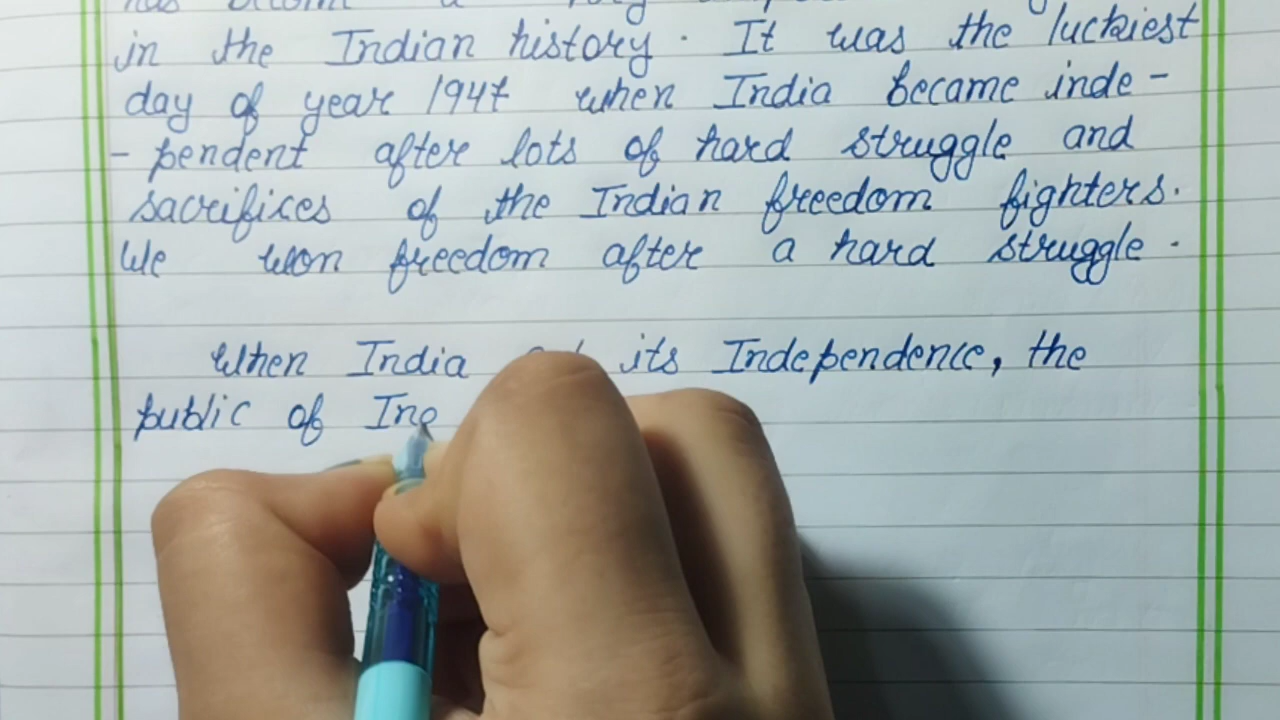 in the Indian history. It was the luckiest
day of year 1947 when India became inde-
-pendent after lots of hard struggle and
sacrifices of the Indian freedom fighters.
We won freedom after a hard struggle.
When India its Independence, the
public of Ind